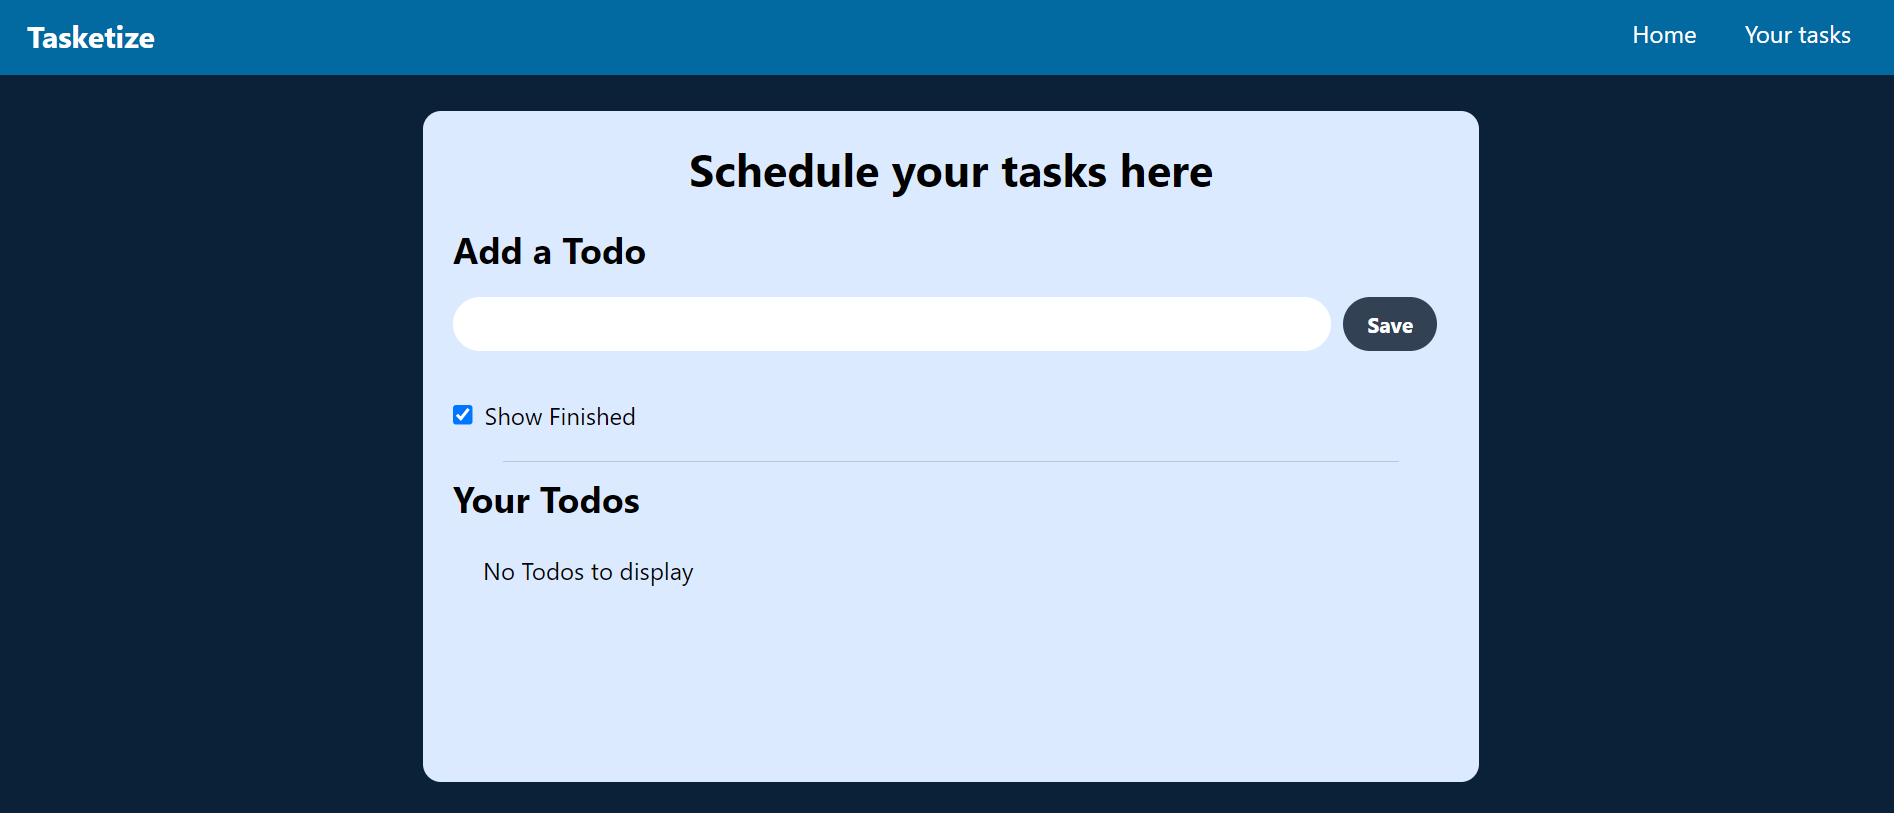 Tasketize
Home
Your tasks
Schedule your tasks here
Add a Todo
Save
Show Finished
Your Todos
No Todos to display